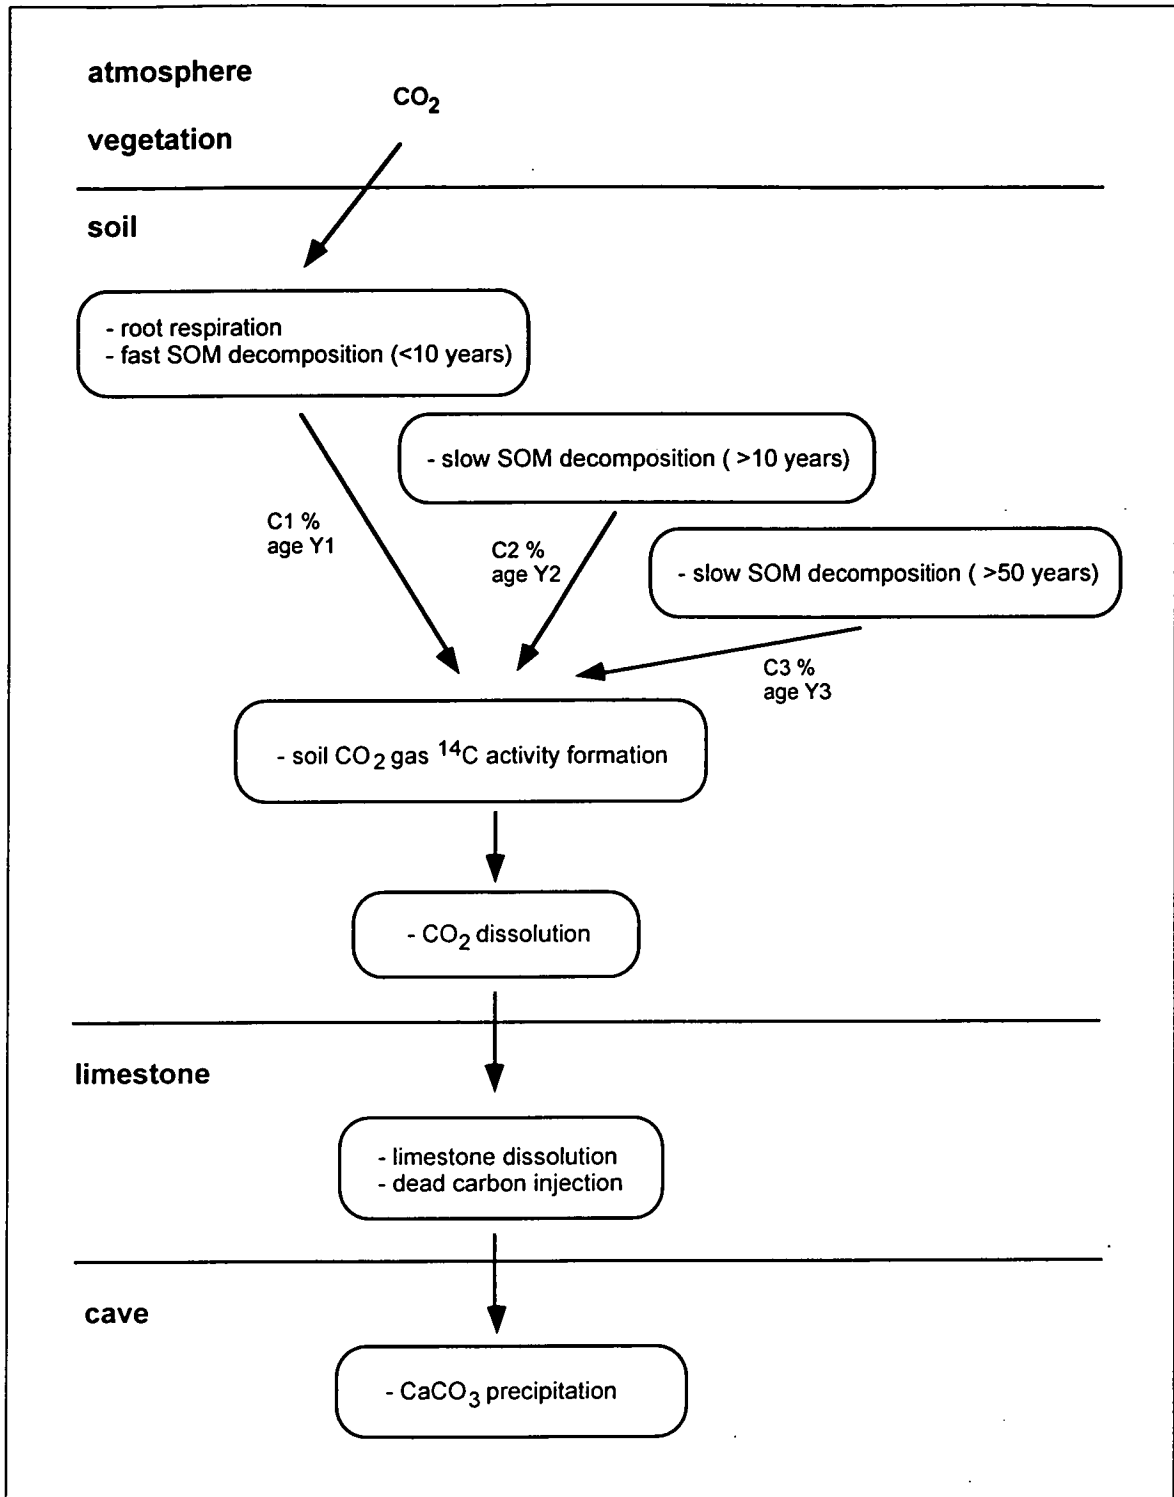 atmosphere
CO2
vegetation
soil
- root respiration
- fast SOM decomposition (<10 years)
- slow SOM decomposition ( >10 years)
C1 %
age Y1
C2 %
age Y2
- slow SOM decomposition ( >50 years)
C3 %
age Y3
- soil CO2 gas 14C activity formation
- CO2 dissolution
limestone
- limestone dissolution
- dead carbon injection
cave
- CaCO3 precipitation